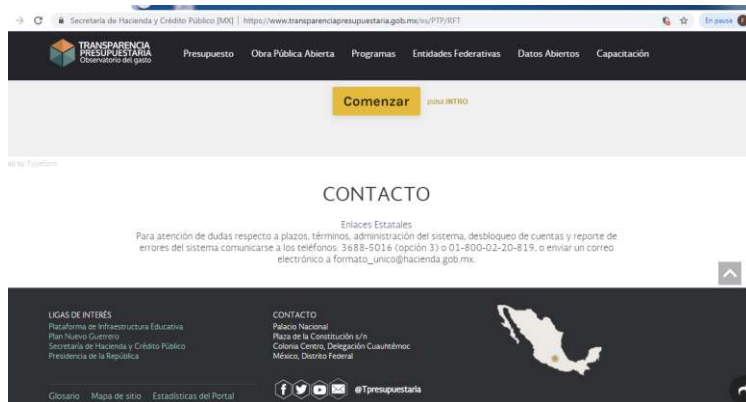 Secretaría de Hacienda y Crédito Público [MX] | https://www.transparenciapresupuestaria.gob.mx/es/PTP/RFT
En pausa
TRANSPARENCIA
PRESUPUESTARIA
Observatorio del gasto
Presupuesto Obra Pública Abierta Programas Entidades Federativas Datos Abiertos Capacitación
Comenzar pulsa INTRO
by Typeform
CONTACTO
Enlaces Estatales
Para atención de dudas respecto a plazos, términos, administración del sistema, desbloqueo de cuentas y reporte de
errores del sistema comunicarse a los teléfonos: 3688-5016 (opción 3) o 01-800-02-20-819, o enviar un correo
electrónico a formato_unico@hacienda.gob.mx.
LIGAS DE INTERÉS
Plataforma de Infraestructura Educativa
Plan Nuevo Guerrero
Secretaría de Hacienda y Crédito Público
Presidencia de la República
CONTACTO
Palacio Nacional
Plaza de la Constitución s/n
Colonia Centro, Delegación Cuauhtémoc
México, Distrito Federal
Glosario Mapa de sitio Estadísticas del Portal
@Tpresupuestaria